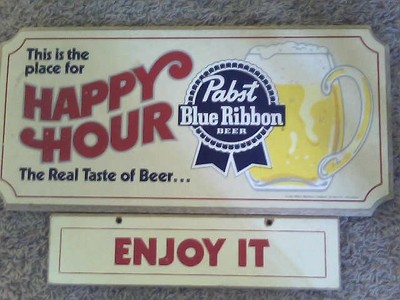 This is the
place for
HAPPY
HOUR
Pabst
Blue Ribbon
BEER
The Real Taste of Beer...
ENJOY IT